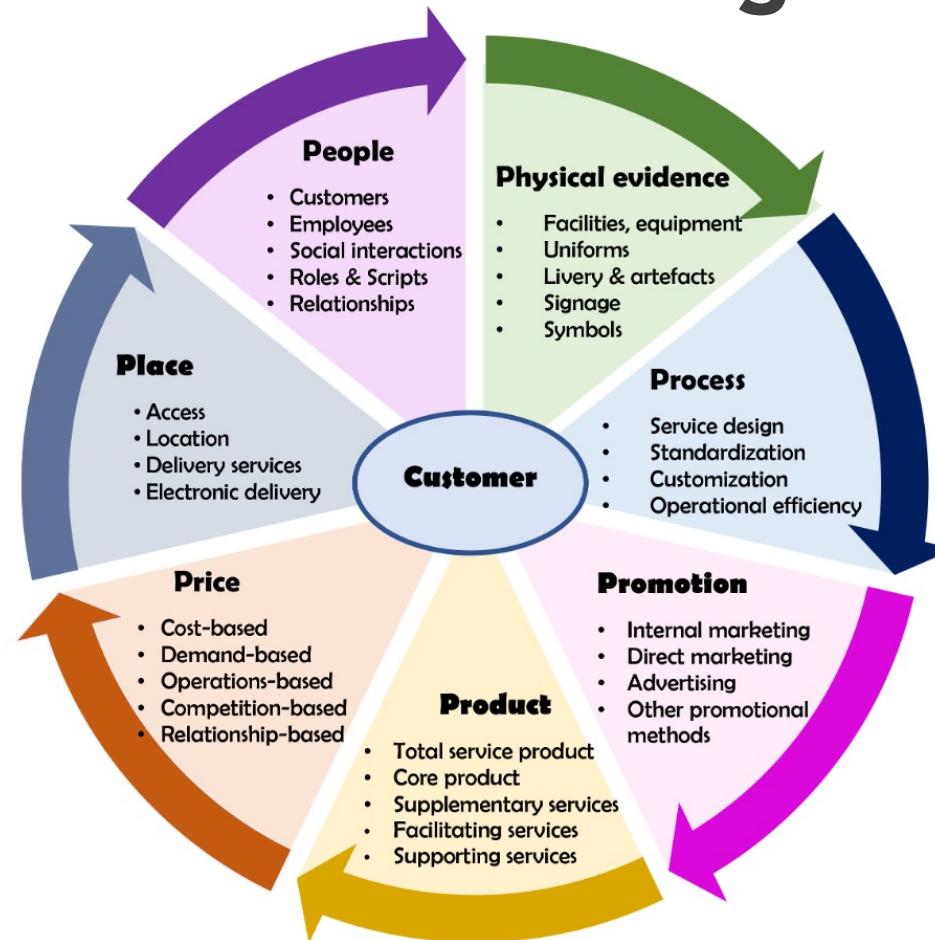 People
• Customers
• Employees
• Social interactions
• Roles & Scripts
• Relationships
Physical evidence
• Facilities, equipment
• Uniforms
• Livery & artefacts
• Signage
• Symbols
Process
• Service design
• Standardization
• Customization
• Operational efficiency
Promotion
• Internal marketing
• Direct marketing
• Advertising
• Other promotional
methods
Product
• Total service product
• Core product
• Supplementary services
• Facilitating services
• Supporting services
Price
• Cost-based
• Demand-based
• Operations-based
• Competition-based
• Relationship-based
Place
• Access
• Location
• Delivery services
• Electronic delivery
Customer